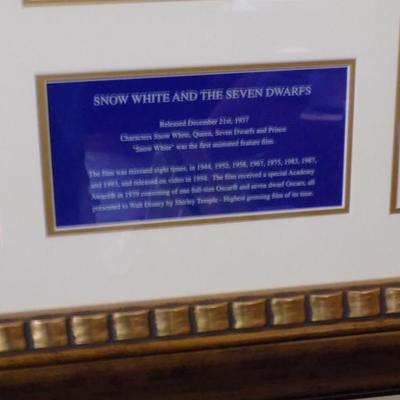 SNOW WHITE AND THE SEVEN DWARFS
Released December 21st, 1937
Characters Snow White, Queen, Seven Dwarfs and Prince
"Snow White" was the first animated feature film.
The film was reissued eight times, in 1944, 1952, 1958, 1967, 1975, 1983, 1987,
and 1993, and released on video in 1994. The film received a special Academy
Award® in 1939 consisting of one full-size Oscar® and seven dwarf Oscars, all
presented to Walt Disney by Shirley Temple - Highest grossing film of its time.